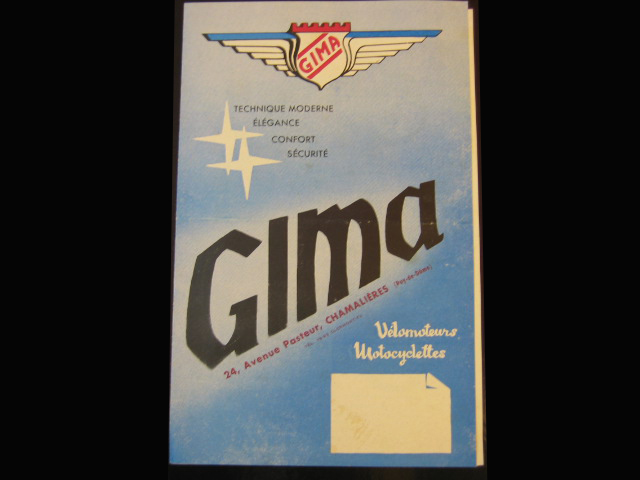 GIMA
TECHNIQUE MODERNE
ÉLÉGANCE
CONFORT
SÉCURITÉ
GIMA
24, Avenue Pasteur, CHAMALIÈRES (Puy-de-Dôme)
Vélomoteurs
Motocyclettes